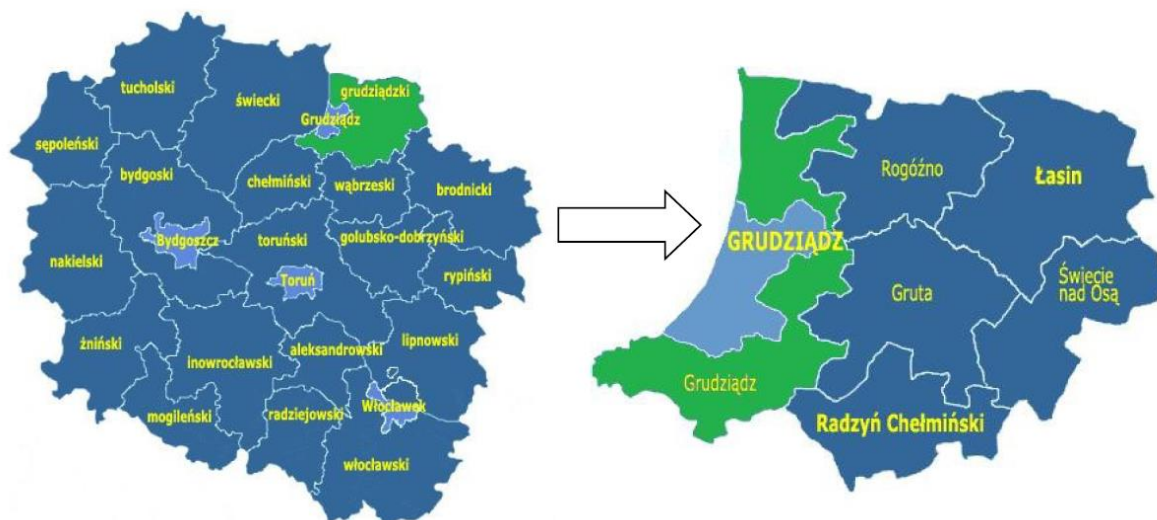 tucholski
świecki
grudziądzki
Grudziądz
sępoleński
bydgoski
chełmiński
wąbrzeski
brodnicki
Bydgoszcz
toruński
golubsko-dobrzyński
nakielski
Toruń
rypiński
żniński
inowrocławski
aleksandrowski
lipnowski
mogileński
radziejowski
Włocławek
włocławski
Rogóźno
Łasin
GRUDZIĄDZ
Gruta
Świecie
nad Osą
Grudziądz
Radzyń Chełmiński